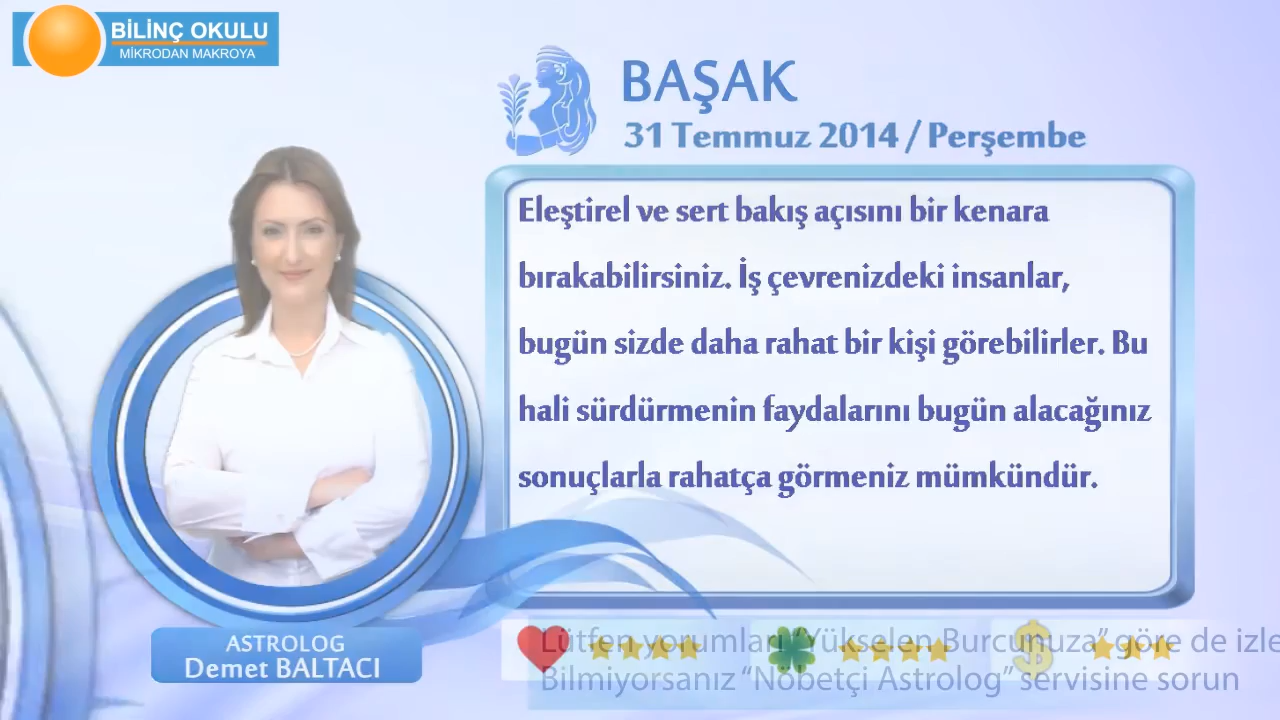 BİLİNÇ OKULU
MİKRODAN MAKROYA
BAŞAK
31 Temmuz 2014 / Perşembe
Eleştirel ve sert bakış açısını bir kenara
bırakabilirsiniz. İş çevrenizdeki insanlar,
bugün sizde daha rahat bir kişi görebilirler. Bu
hali sürdürmenin faydalarını bugün alacağınız
sonuçlarla rahatça görmeniz mümkündür.
ASTROLOG
Demet BALTACI
Lütfen yorumları "Yükselen Burcunuza" göre de izle
Bilmiyorsanız "Nöbetçi Astrolog" servisine sorun